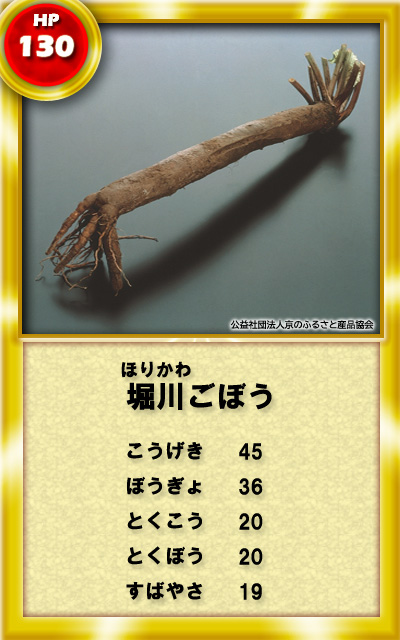 HP
130
公益社団法人京のふるさと産品協会
ほりかわ
堀川ごぼう
こうげき 45
ぼうぎょ 36
とくこう 20
とくぼう 20
すばやさ 19